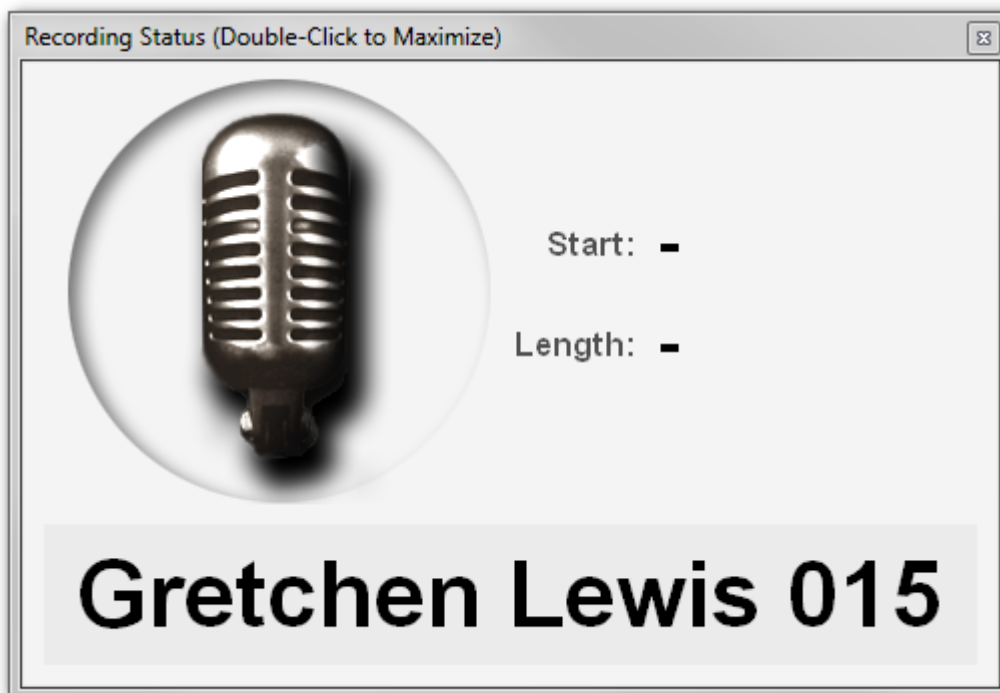 Recording Status (Double-Click to Maximize)
Start: -
Length: -
Gretchen Lewis 015